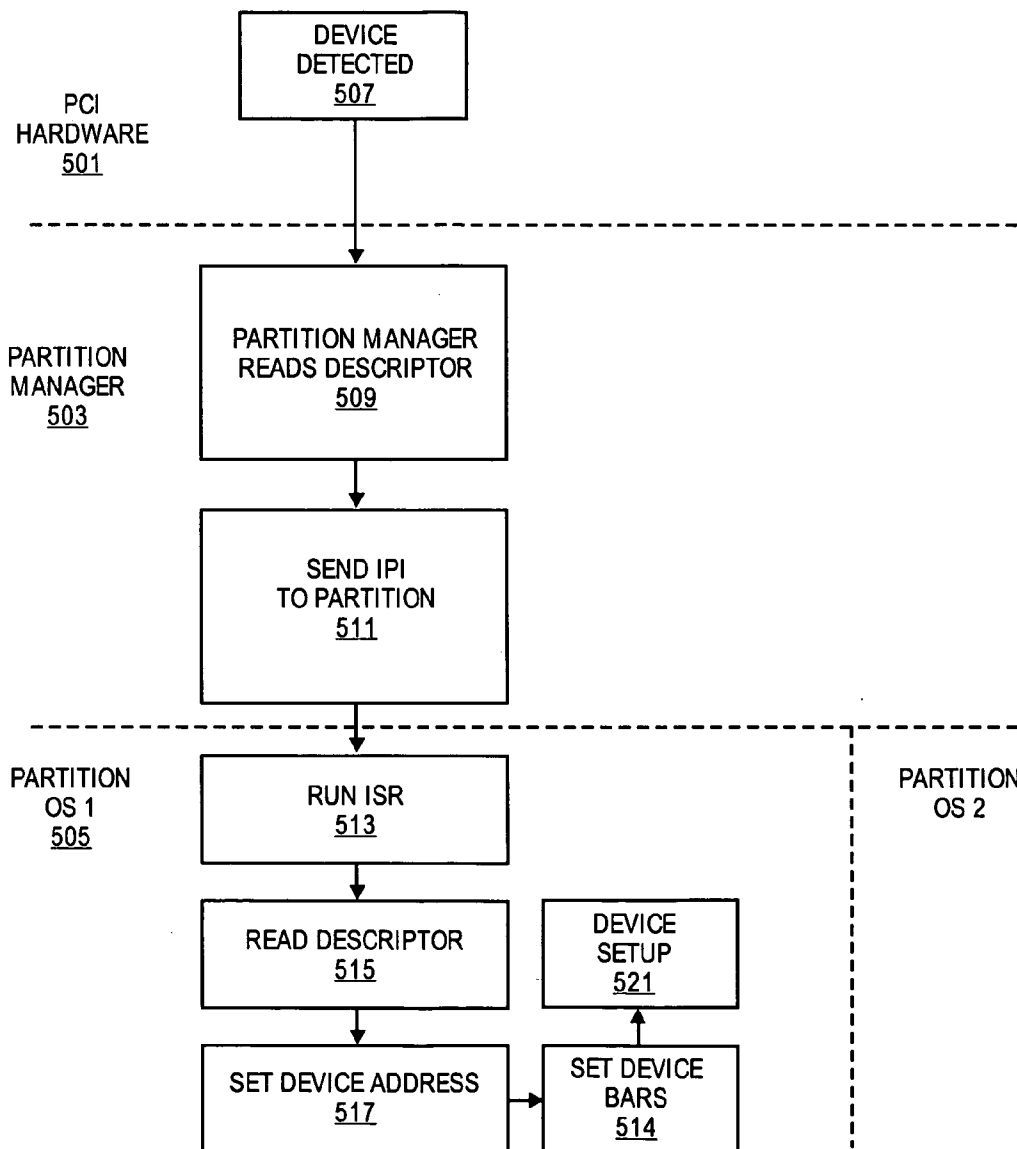 DEVICE
DETECTED
507
PCI
HARDWARE
501
PARTITION MANAGER
READS DESCRIPTOR
509
PARTITION
MANAGER
503
SEND IPI
TO PARTITION
511
PARTITION
OS 1
505
RUN ISR
513
PARTITION
OS 2
READ DESCRIPTOR
515
DEVICE
SETUP
521
SET DEVICE ADDRESS
517
SET DEVICE
BARS
514